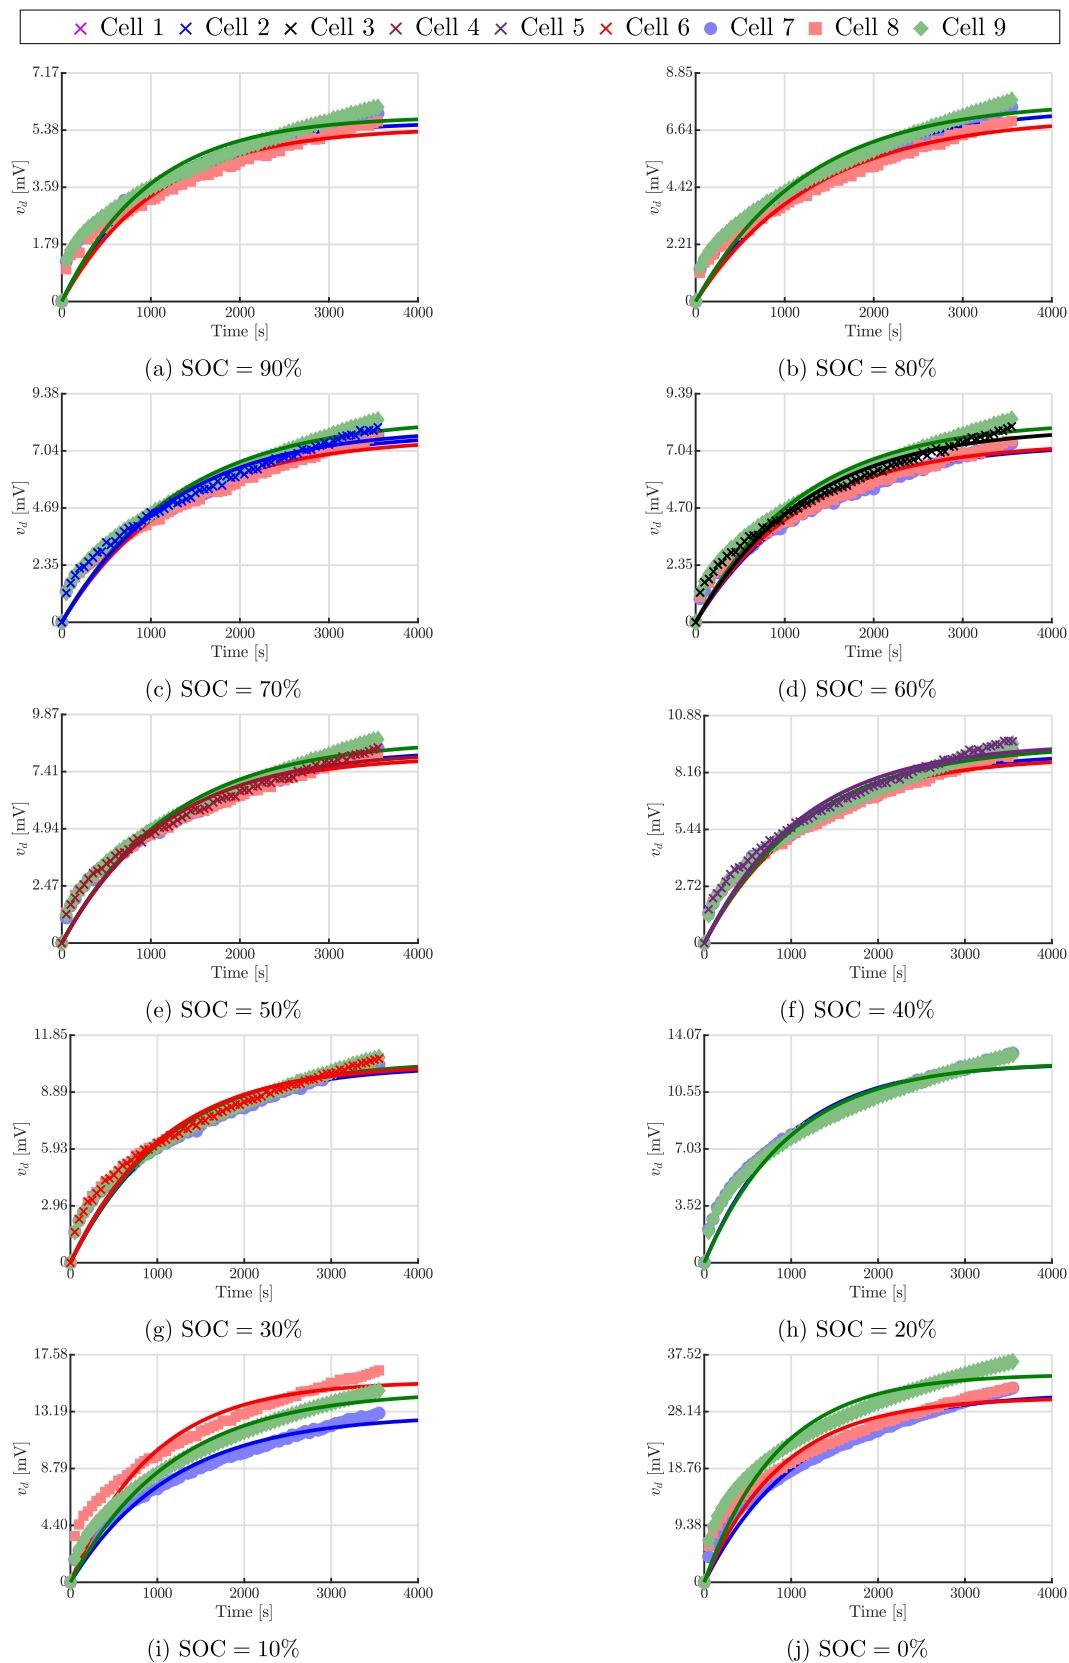 Cell 1 Cell 2 Cell 3 Cell 4 Cell 5 Cell 6 Cell 7 Cell 8 Cell 9
7.17
5.38
3.59
1.79
0
v_d [mV]
0 1000 2000 3000 4000
Time [s]
(a) SOC = 90%
8.85
6.64
4.42
2.21
0
v_d [mV]
0 1000 2000 3000 4000
Time [s]
(b) SOC = 80%
9.38
7.04
4.69
2.35
0
v_d [mV]
0 1000 2000 3000 4000
Time [s]
(c) SOC = 70%
9.39
7.04
4.70
2.35
0
v_d [mV]
0 1000 2000 3000 4000
Time [s]
(d) SOC = 60%
9.87
7.41
4.94
2.47
0
v_d [mV]
0 1000 2000 3000 4000
Time [s]
(e) SOC = 50%
10.88
8.16
5.44
2.72
0
v_d [mV]
0 1000 2000 3000 4000
Time [s]
(f) SOC = 40%
11.85
8.89
5.93
2.96
0
v_d [mV]
0 1000 2000 3000 4000
Time [s]
(g) SOC = 30%
14.07
10.55
7.03
3.52
0
v_d [mV]
0 1000 2000 3000 4000
Time [s]
(h) SOC = 20%
17.58
13.19
8.79
4.40
0
v_d [mV]
0 1000 2000 3000 4000
Time [s]
(i) SOC = 10%
37.52
28.14
18.76
9.38
0
v_d [mV]
0 1000 2000 3000 4000
Time [s]
(j) SOC = 0%